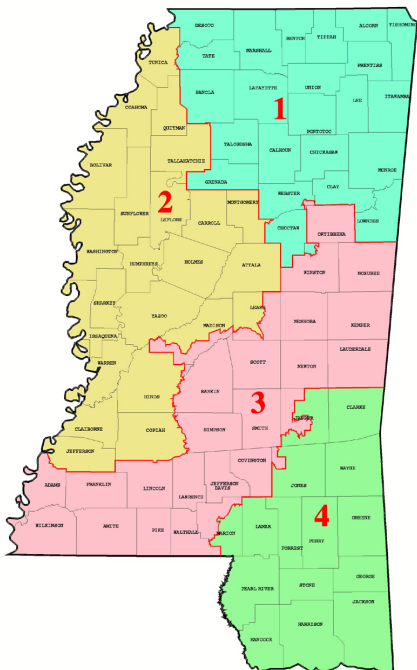 DESOTO
BENTON
TIPPAH
ALCORN
TISHOMINGO
TATE
MARSHALL
PRENTISS
TUNICA
PANOLA
LAFAYETTE
UNION
LEE
ITAWAMBA
COAHOMA
1
QUITMAN
PONTOTOC
YALOBUSHA
CALHOUN
CHICKASAW
BOLIVAR
TALLAHATCHIE
MONROE
GRENADA
WEBSTER
CLAY
2
MONTGOMERY
SUNFLOWER
LEFLORE
CARROLL
LOWNDES
CHOCTAW
OKTIBBEHA
WASHINGTON
HUMPHREYS
HOLMES
ATTALA
WINSTON
NOXUBEE
SHARKEY
YAZOO
LEAKE
NESHOBA
KEMPER
ISSAQUENA
MADISON
WARREN
SCOTT
NEWTON
LAUDERDALE
HINDS
RANKIN
3
JASPER
CLARKE
CLAIBORNE
COPIAH
SIMPSON
SMITH
JEFFERSON
COVINGTON
WAYNE
ADAMS
FRANKLIN
LINCOLN
LAWRENCE
JEFFERSON
DAVIS
JONES
4
WILKINSON
AMITE
PIKE
WALTHALL
MARION
LAMAR
FORREST
PERRY
GREENE
PEARL RIVER
STONE
GEORGE
JACKSON
HARRISON
HANCOCK